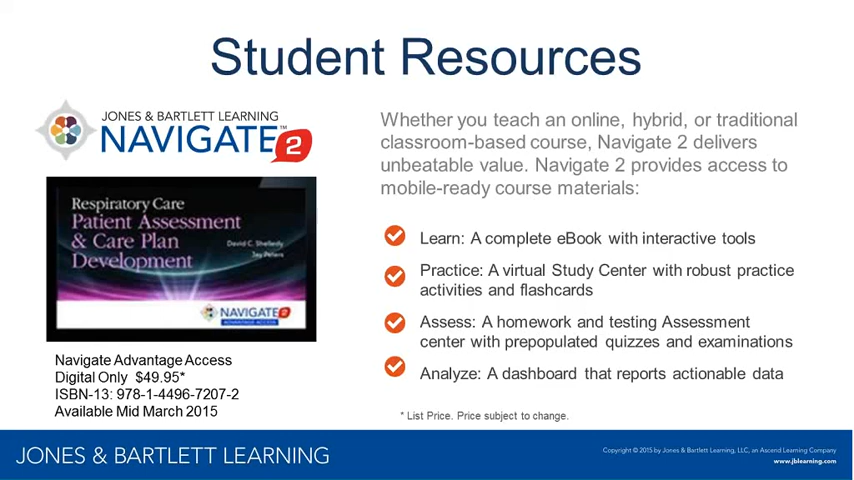 Student Resources
JONES & BARTLETT LEARNING
NAVIGATE™ 2
Respiratory Care
Patient Assessment
& Care Plan
Development
David C. Shelledy
Jay Peters
NAVIGATE 2
ADVANTAGE ACCESS
Navigate Advantage Access
Digital Only $49.95*
ISBN-13: 978-1-4496-7207-2
Available Mid March 2015
Whether you teach an online, hybrid, or traditional
classroom-based course, Navigate 2 delivers
unbeatable value. Navigate 2 provides access to
mobile-ready course materials:
Learn: A complete eBook with interactive tools
Practice: A virtual Study Center with robust practice
activities and flashcards
Assess: A homework and testing Assessment
center with prepopulated quizzes and examinations
Analyze: A dashboard that reports actionable data
* List Price. Price subject to change.
JONES & BARTLETT LEARNING
Copyright © 2015 by Jones & Bartlett Learning, LLC, an Ascend Learning Company
www.jblearning.com